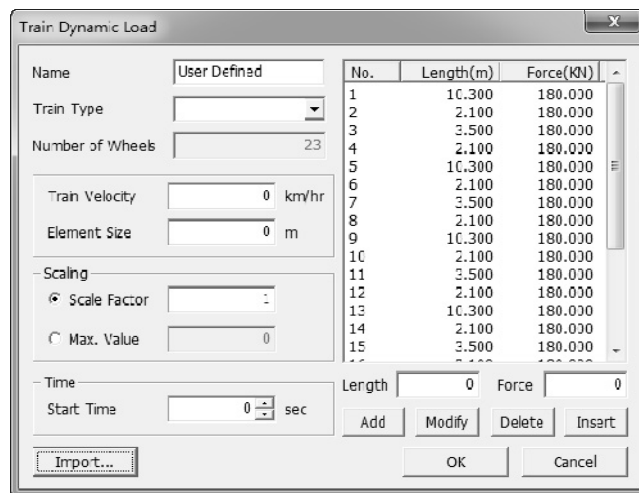 Train Dynamic Load
Name User Defined
Train Type
Number of Wheels 23
Train Velocity 0 km/hr
Element Size 0 m
Scaling
Scale Factor 1
Max. Value 0
Time
Start Time 0 sec
Import...
No. Length(m) Force(KN)
1 10.300 180.000
2 2.100 180.000
3 3.500 180.000
4 2.100 180.000
5 10.300 180.000
6 2.100 180.000
7 3.500 180.000
8 2.100 180.000
9 10.300 180.000
10 2.100 180.000
11 3.500 180.000
12 2.100 180.000
13 10.300 180.000
14 2.100 180.000
15 3.500 180.000
Length 0 Force 0
Add Modify Delete Insert
OK Cancel